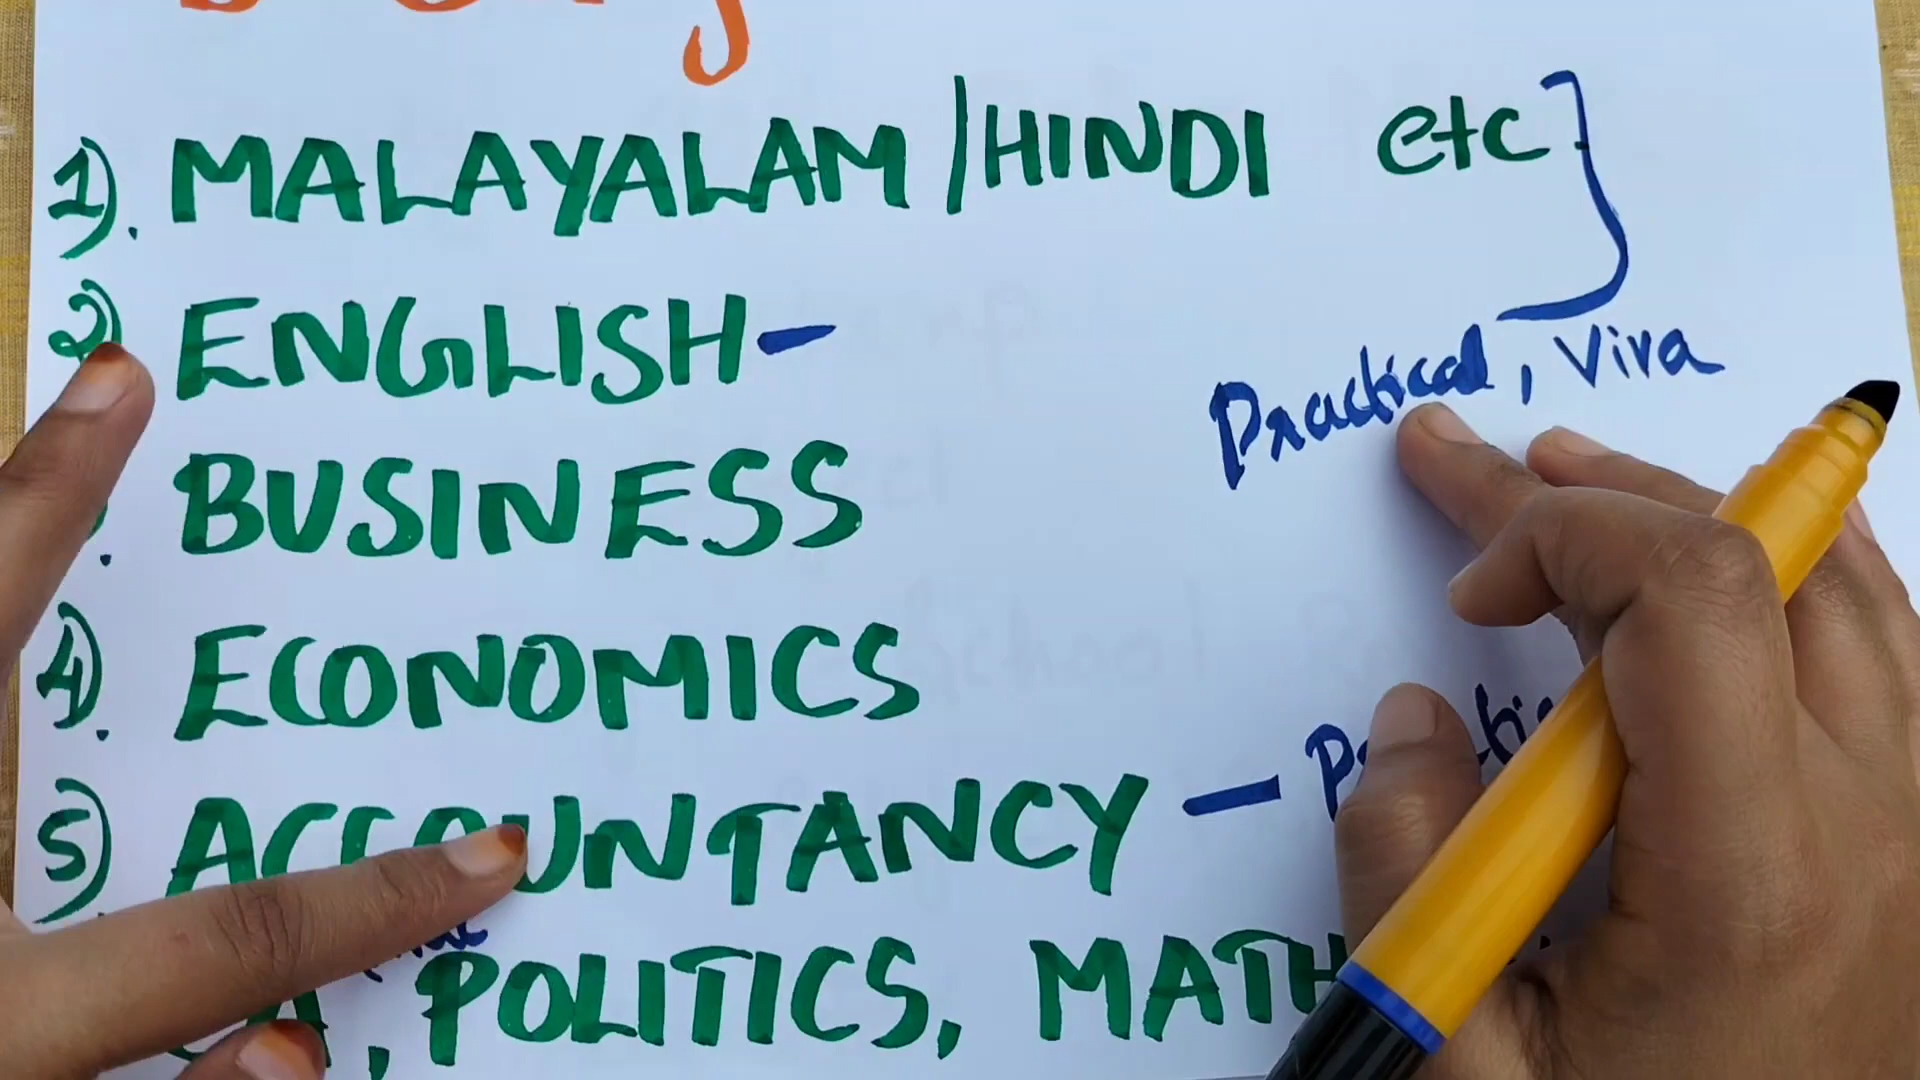 1). MALAYALAM/HINDI etc
2) ENGLISH-
Practical, Viva
BUSINESS
4). ECONOMICS
5). ACCOUNTANCY -
, POLITICS, MATH